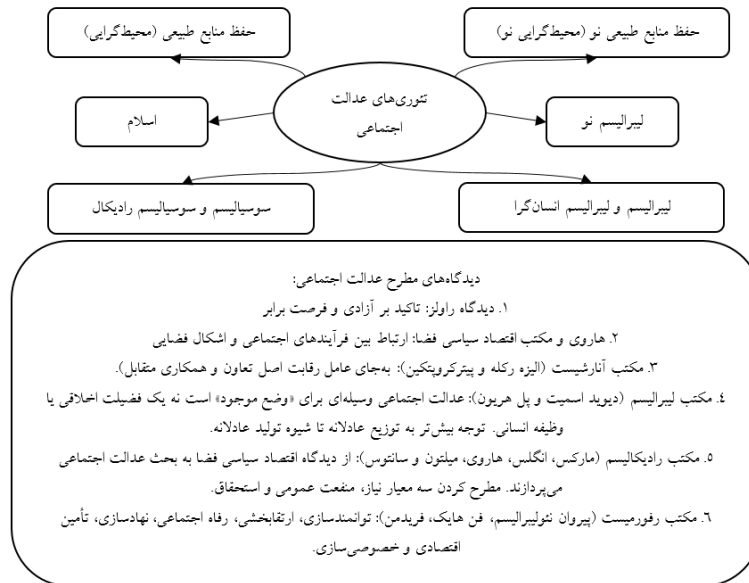 حفظ منابع طبیعی نو (محیط‌گرایی نو)
حفظ منابع طبیعی (محیط‌گرایی)
تئوری‌های عدالت
اجتماعی
لیبرالیسم نو
اسلام
لیبرالیسم و لیبرالیسم انسان‌گرا
سوسیالیسم و سوسیالیسم رادیکال
دیدگاه‌های مطرح عدالت اجتماعی:
۱. دیدگاه راولز: تاکید بر آزادی و فرصت برابر
۲. هاروی و مکتب اقتصاد سیاسی فضا: ارتباط بین فرآیندهای اجتماعی و اشکال فضایی
۳. مکتب آنارشیست (الیزه رکله و پیترکروپتکین): به‌جای عامل رقابت اصل تعاون و همکاری متقابل).
۴. مکتب لیبرالیسم (دیوید اسمیت و پل هریون): عدالت اجتماعی وسیله‌ای برای «وضع موجود» است نه یک فضیلت اخلاقی یا
وظیفه انسانی. توجه بیش‌تر به توزیع عادلانه تا شیوه تولید عادلانه.
۵. مکتب رادیکالیسم (مارکس، انگلس، هاروی، میلتون و سانتوس): از دیدگاه اقتصاد سیاسی فضا به بحث عدالت اجتماعی
می‌پردازند. مطرح کردن سه معیار نیاز، منفعت عمومی و استحقاق.
۶. مکتب رفورمیست (پیروان نئولیبرالیسم، فن هایک، فریدمن): توانمندسازی، ارتقابخشی، رفاه اجتماعی، نهادسازی، تأمین
اقتصادی و خصوصی‌سازی.